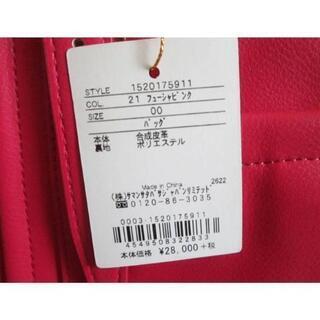 STYLE 1520175911
COL. 21 フューシャピンク
SIZE 00
バッグ
本体 合成皮革
裏地 ポリエステル
2622
Made in China
(株)サマンサタバサジャパンリミテッド
0120-86-3035
0003-1520175911
4549508322833
本体価格 ¥28,000+税